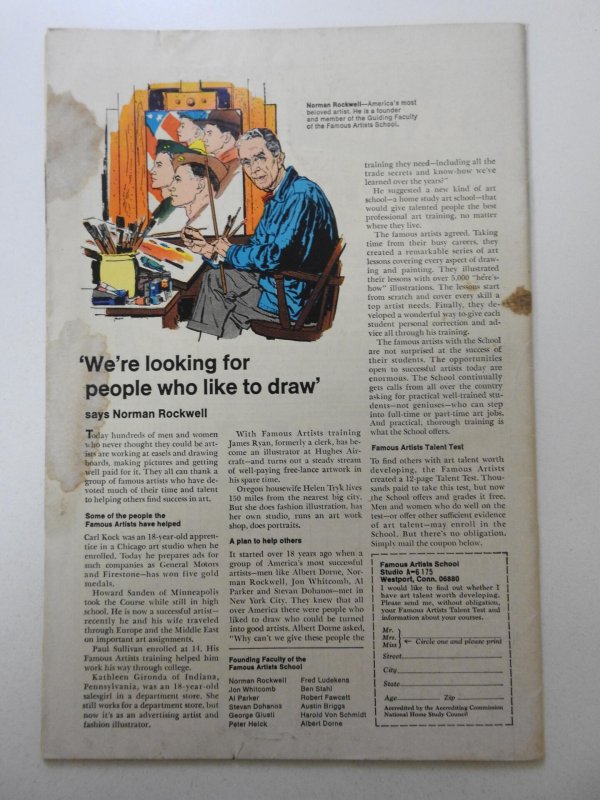 Norman Rockwell—America's most
beloved artist. He is a founder
and member of the Guiding Faculty
of the Famous Artists School.
'We're looking for
people who like to draw'
says Norman Rockwell
Today hundreds of men and women
who never thought they could be art-
ists are working at easels and drawing
boards, making pictures and getting
well paid for it. They all can thank a
group of famous artists who have de-
voted much of their time and talent
to helping others find success in art.
Some of the people the
Famous Artists have helped
Carl Kock was an 18-year-old appren-
tice in a Chicago art studio when he
enrolled. Today he prepares ads for
such companies as General Motors
and Firestone—has won five gold
medals.
Howard Sanden of Minneapolis
took the Course while still in high
school. He is now a successful artist—
recently he and his wife traveled
through Europe and the Middle East
on important art assignments.
Paul Sullivan enrolled at 14. His
Famous Artists training helped him
work his way through college.
Kathleen Gironda of Indiana,
Pennsylvania, was an 18-year-old
salesgirl in a department store. She
still works for a department store, but
now it's as an advertising artist and
fashion illustrator.
With Famous Artists training
James Ryan, formerly a clerk, has be-
come an illustrator at Hughes Air-
craft—and turns out a steady stream
of well-paying free-lance artwork in
his spare time.
Oregon housewife Helen Tryk lives
150 miles from the nearest big city.
But she does fashion illustration, has
her own studio, runs an art work
shop, does portraits.
A plan to help others
It started over 18 years ago when a
group of America's most successful
artists—men like Albert Dorne, Nor-
man Rockwell, Jon Whitcomb, Al
Parker and Stevan Dohanos—met in
New York City. They knew that all
over America there were people who
liked to draw who could be turned
into good artists. Albert Dorne asked,
"Why can't we give these people the
Founding Faculty of the
Famous Artists School
Norman Rockwell
Jon Whitcomb
Al Parker
Stevan Dohanos
George Giusti
Peter Helck
Fred Ludekens
Ben Stahl
Robert Fawcett
Austin Briggs
Harold Von Schmidt
Albert Dorne
training they need—including all the
trade secrets and know-how we've
learned over the years?"
He suggested a new kind of art
school—a home study art school—that
would give talented people the best
professional art training, no matter
where they live.
The famous artists agreed. Taking
time from their busy careers, they
created a remarkable series of art
lessons covering every aspect of draw-
ing and painting. They illustrated
their lessons with over 5,000 "here's-
how" illustrations. The lessons start
from scratch and cover every skill a
top artist needs. Finally, they de-
veloped a wonderful way to give each
student personal correction and ad-
vice all through his training.
The famous artists with the School
are not surprised at the success of
their students. The opportunities
open to successful artists today are
enormous. The School continually
gets calls from all over the country
asking for practical well-trained stu-
dents—not geniuses—who can step
into full-time or part-time art jobs.
And practical, thorough training is
what the School offers.
Famous Artists Talent Test
To find others with art talent worth
developing, the Famous Artists
created a 12-page Talent Test. Thou-
sands paid to take this test, but now
the School offers and grades it free.
Men and women who do well on the
test—or offer other sufficient evidence
of art talent—may enroll in the
School. But there's no obligation.
Simply mail the coupon below.
Famous Artists School
Studio A-6175
Westport, Conn. 06880
I would like to find out whether I
have art talent worth developing.
Please send me, without obligation,
your Famous Artists Talent Test and
information about your courses.
Mr.
Mrs. ← Circle one and please print
Miss
Street
City
State
Age Zip
Accredited by the Accrediting Commission
National Home Study Council